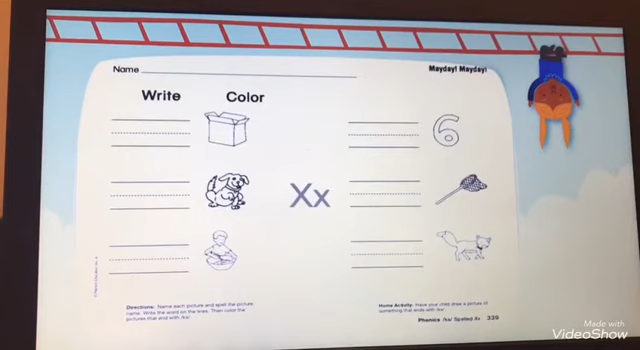 Name
Mayday! Mayday!
Write Color
6
Xx
Directions: Name each picture and spell the picture
name. Write the word on the lines. Then color the
pictures that end with /ks/.
Home Activity: Have your child draw a picture of
something that ends with /ks/.
Phonics /ks/ Spelled Xx 339
Made with
VideoShow